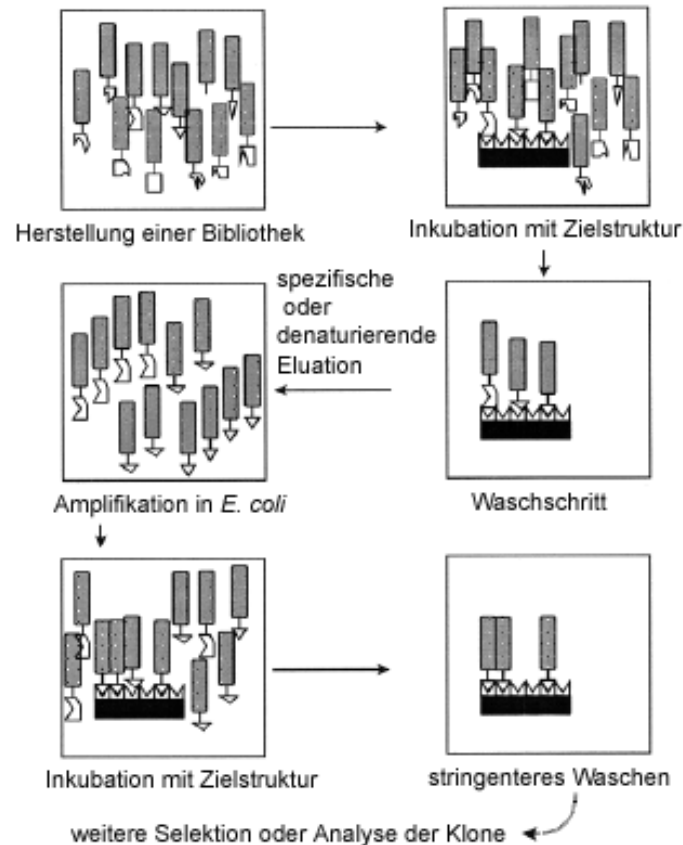 Herstellung einer Bibliothek
Inkubation mit Zielstruktur
spezifische
oder
denaturierende
Eluation
Amplifikation in E. coli
Waschschritt
Inkubation mit Zielstruktur
stringenteres Waschen
weitere Selektion oder Analyse der Klone